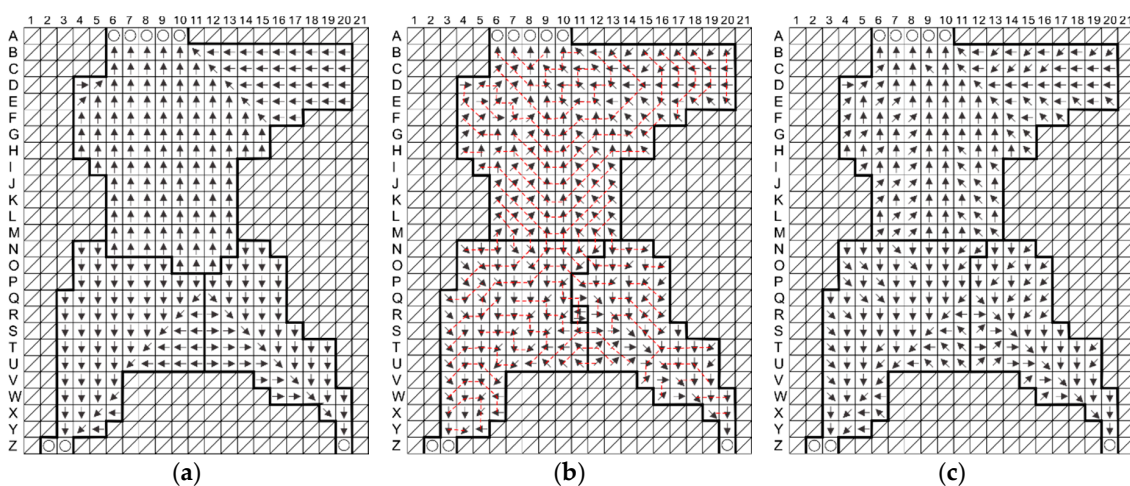 1 2 3 4 5 6 7 8 9 10 11 12 13 14 15 16 17 18 19 20 21 1 2 3 4 5 6 7 8 9 10 11 12 13 14 15 16 17 18 19 20 21 1 2 3 4 5 6 7 8 9 10 11 12 13 14 15 16 17 18 19 20 21
A A A
B B B
C C C
D D D
E E E
F F F
G G G
H H H
I I I
J J J
K K K
L L L
M M M
N N N
O O O
P P P
Q Q Q
R R R
S S S
T T T
U U U
V V V
W W W
X X X
Y Y Y
Z Z Z
(a) (b) (c)